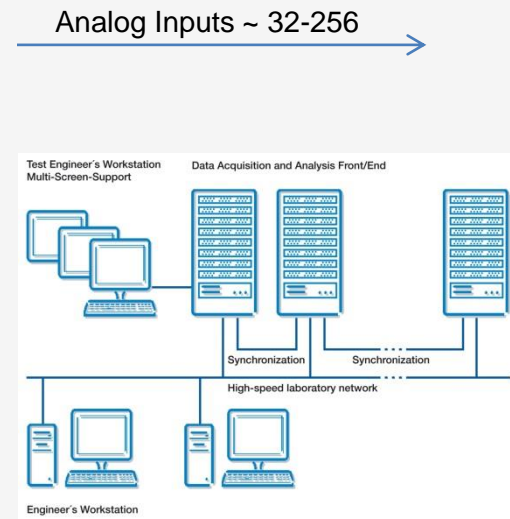 Analog Inputs ~ 32-256
Test Engineer´s Workstation
Multi-Screen-Support
Data Acquisition and Analysis Front/End
Synchronization
Synchronization
High-speed laboratory network
Engineer´s Workstation